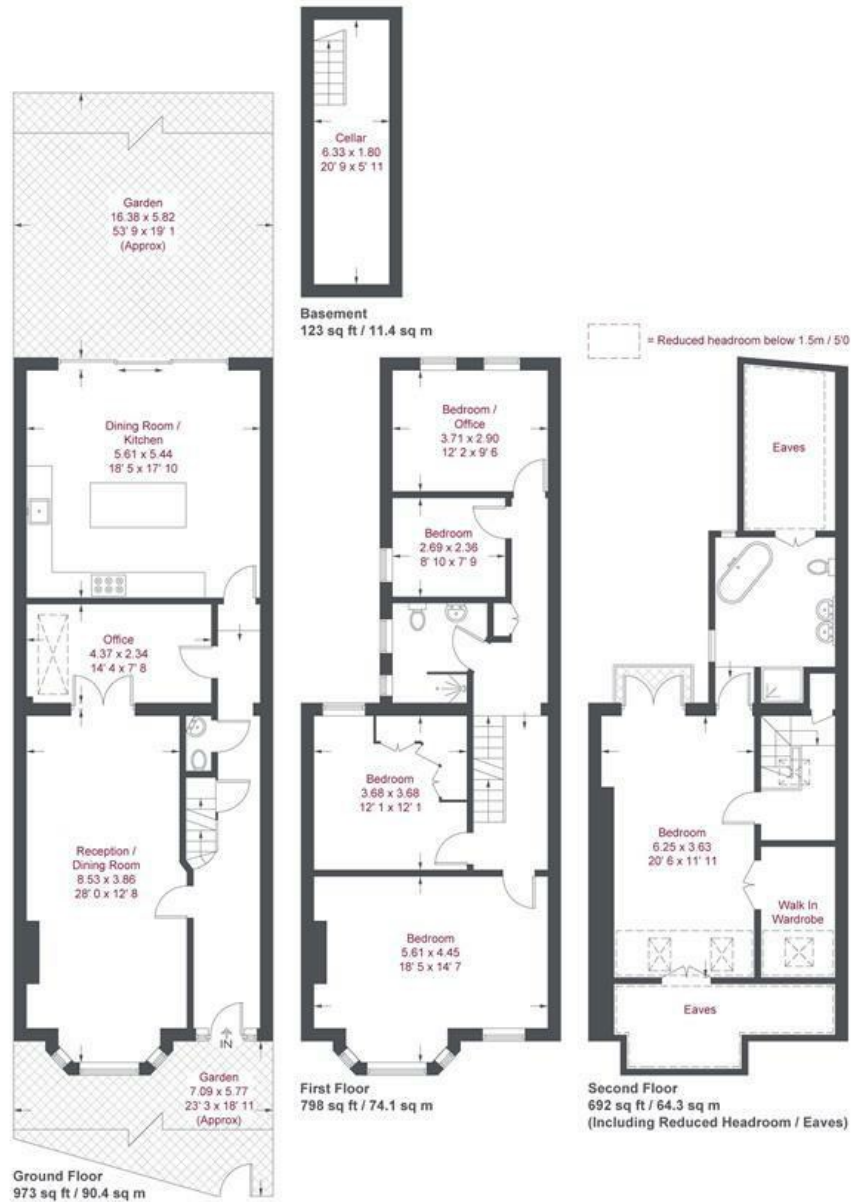 Cellar
6.33 x 1.80
20' 9 x 5' 11
Basement
123 sq ft / 11.4 sq m
Garden
16.38 x 5.82
53' 9 x 19' 1
(Approx)
Dining Room /
Kitchen
5.61 x 5.44
18' 5 x 17' 10
Office
4.37 x 2.34
14' 4 x 7' 8
Reception /
Dining Room
8.53 x 3.86
28' 0 x 12' 8
IN
Garden
7.09 x 5.77
23' 3 x 18' 11
(Approx)
Ground Floor
973 sq ft / 90.4 sq m
Bedroom /
Office
3.71 x 2.90
12' 2 x 9' 6
Bedroom
2.69 x 2.36
8' 10 x 7' 9
Bedroom
3.68 x 3.68
12' 1 x 12' 1
Bedroom
5.61 x 4.45
18' 5 x 14' 7
First Floor
798 sq ft / 74.1 sq m
= Reduced headroom below 1.5m / 5'0
Eaves
Bedroom
6.25 x 3.63
20' 6 x 11' 11
Walk In
Wardrobe
Eaves
Second Floor
692 sq ft / 64.3 sq m
(Including Reduced Headroom / Eaves)